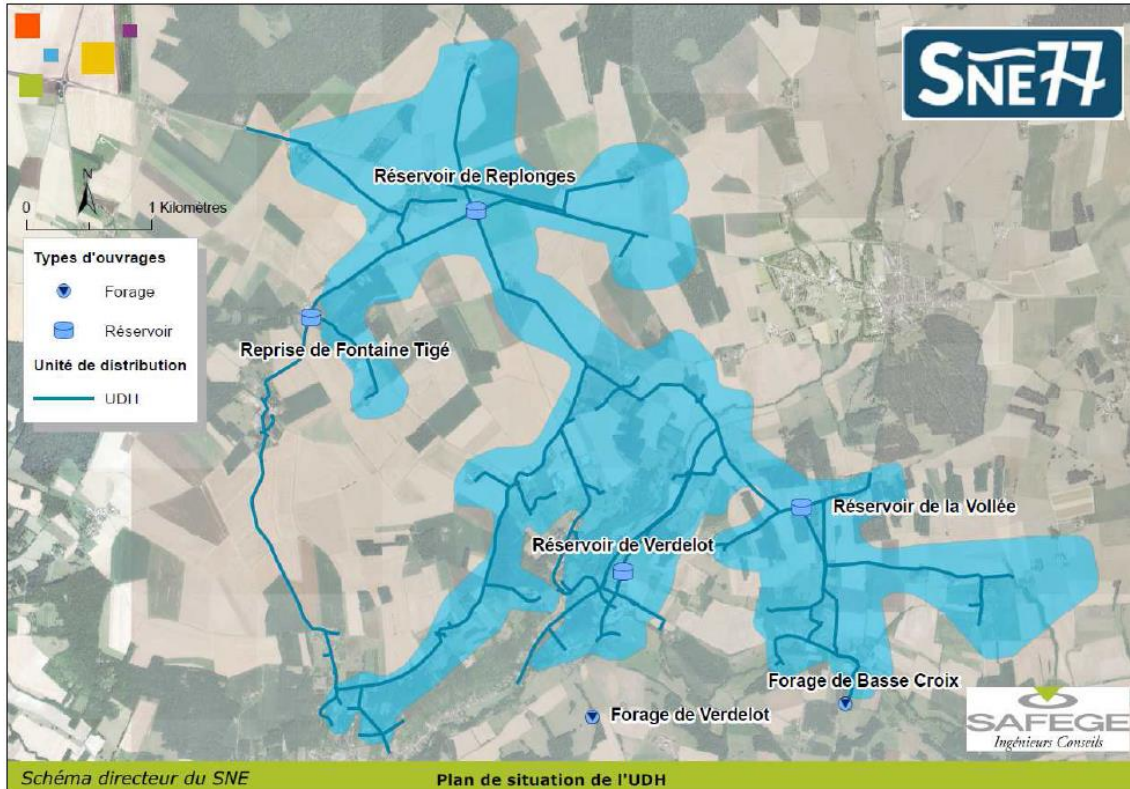 SNE77
Réservoir de Replonges
N
0 1 Kilomètres
Types d'ouvrages
Forage
Réservoir
Unité de distribution
UDH
Reprise de Fontaine Tigé
Réservoir de la Vollée
Réservoir de Verdelot
Forage de Basse Croix
Forage de Verdelot
SAFEGE
Ingénieurs Conseils
Schéma directeur du SNE Plan de situation de l'UDH